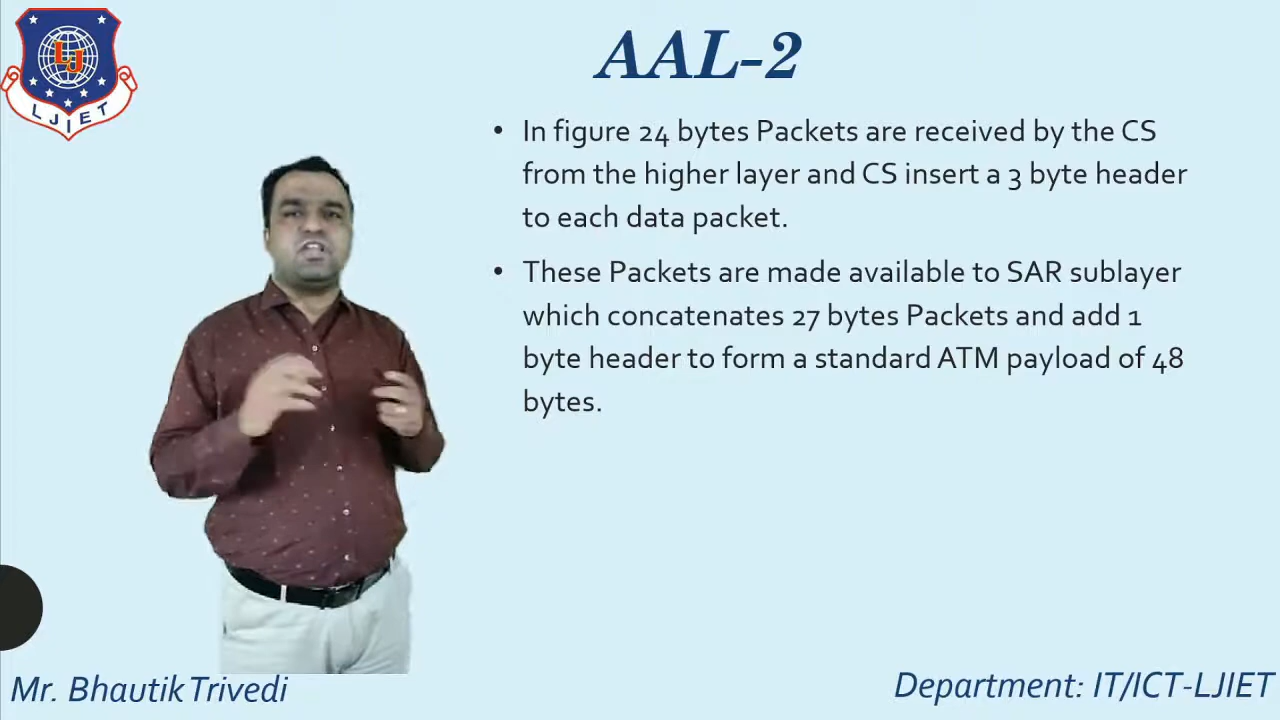 LJ
LJIET
AAL-2
• In figure 24 bytes Packets are received by the CS
from the higher layer and CS insert a 3 byte header
to each data packet.
• These Packets are made available to SAR sublayer
which concatenates 27 bytes Packets and add 1
byte header to form a standard ATM payload of 48
bytes.
Mr. Bhautik Trivedi
Department: IT/ICT-LJIET